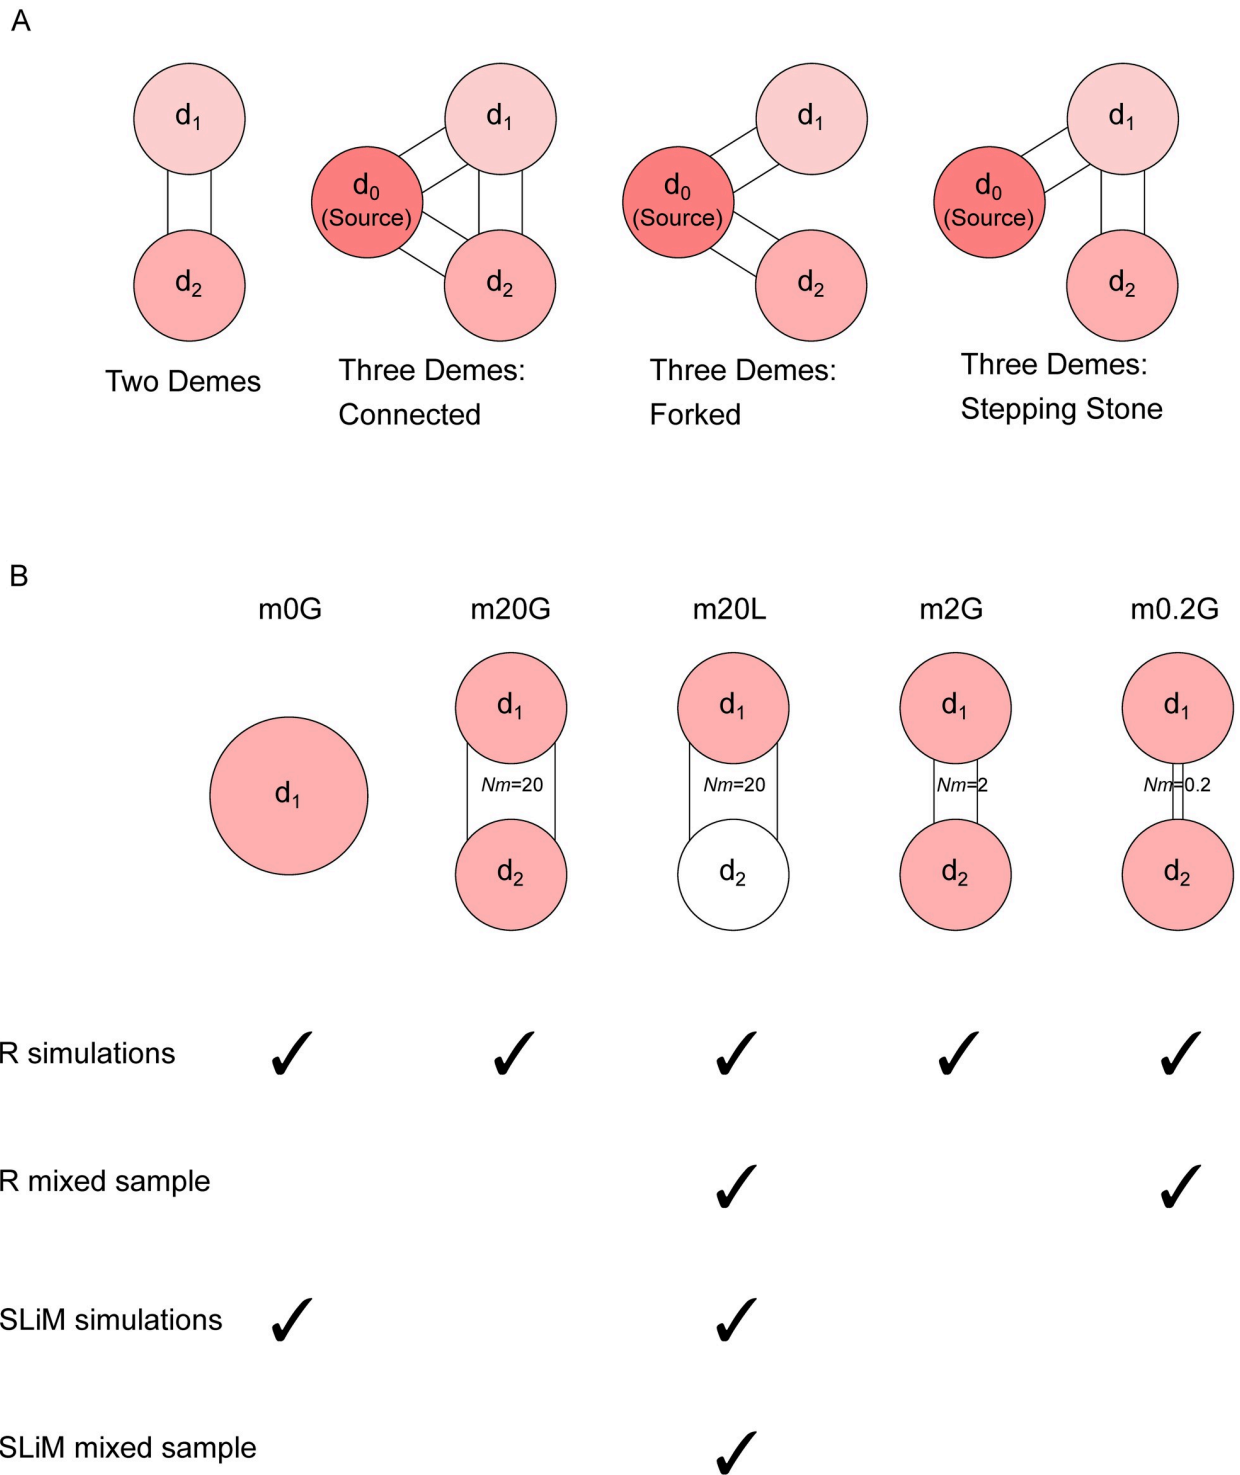 A
d1
d2
Two Demes
d0
(Source)
d1
d2
Three Demes:
Connected
d0
(Source)
d1
d2
Three Demes:
Forked
d0
(Source)
d1
d2
Three Demes:
Stepping Stone
B
m0G
m20G
m20L
m2G
m0.2G
d1
d1
Nm=20
d2
d1
Nm=20
d2
d1
Nm=2
d2
d1
Nm=0.2
d2
R simulations ✓ ✓ ✓ ✓ ✓
R mixed sample ✓ ✓
SLiM simulations ✓ ✓
SLiM mixed sample ✓